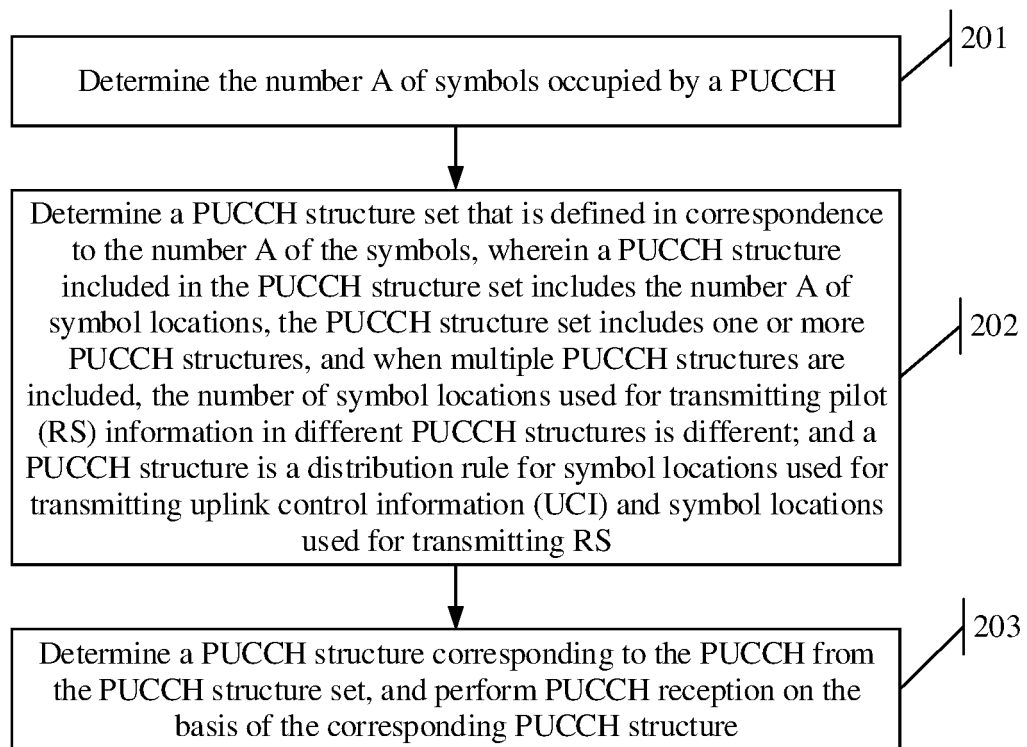 201
Determine the number A of symbols occupied by a PUCCH
Determine a PUCCH structure set that is defined in correspondence
to the number A of the symbols, wherein a PUCCH structure
included in the PUCCH structure set includes the number A of
symbol locations, the PUCCH structure set includes one or more
PUCCH structures, and when multiple PUCCH structures are
included, the number of symbol locations used for transmitting pilot
(RS) information in different PUCCH structures is different; and a
PUCCH structure is a distribution rule for symbol locations used for
transmitting uplink control information (UCI) and symbol locations
used for transmitting RS
202
203
Determine a PUCCH structure corresponding to the PUCCH from
the PUCCH structure set, and perform PUCCH reception on the
basis of the corresponding PUCCH structure